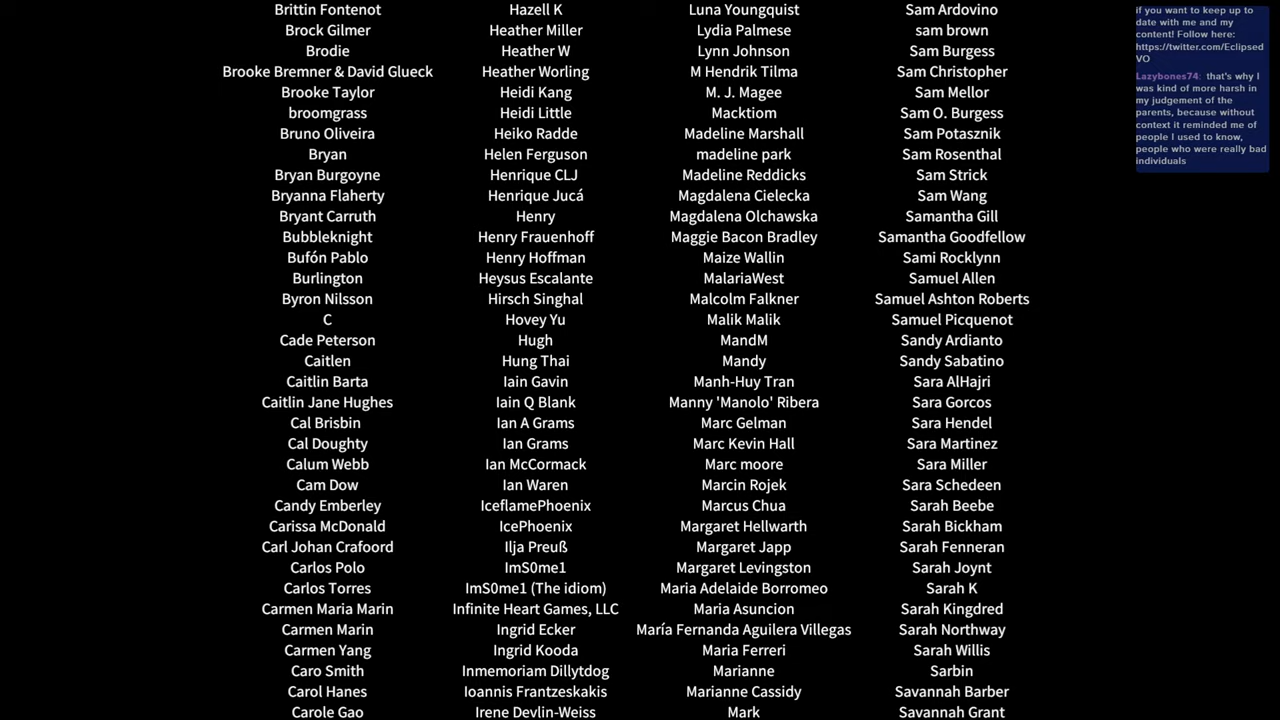 Brittin Fontenot
Brock Gilmer
Brodie
Brooke Bremner & David Glueck
Brooke Taylor
broomgrass
Bruno Oliveira
Bryan
Bryan Burgoyne
Bryanna Flaherty
Bryant Carruth
Bubbleknight
Bufón Pablo
Burlington
Byron Nilsson
C
Cade Peterson
Caitlen
Caitlin Barta
Caitlin Jane Hughes
Cal Brisbin
Cal Doughty
Calum Webb
Cam Dow
Candy Emberley
Carissa McDonald
Carl Johan Crafoord
Carlos Polo
Carlos Torres
Carmen Maria Marin
Carmen Marin
Carmen Yang
Caro Smith
Carol Hanes
Carole Gao
Hazell K
Heather Miller
Heather W
Heather Worling
Heidi Kang
Heidi Little
Heiko Radde
Helen Ferguson
Henrique CLJ
Henrique Jucá
Henry
Henry Frauenhoff
Henry Hoffman
Heysus Escalante
Hirsch Singhal
Hovey Yu
Hugh
Hung Thai
Iain Gavin
Iain Q Blank
Ian A Grams
Ian Grams
Ian McCormack
Ian Waren
IceflamePhoenix
IcePhoenix
Ilja Preuß
ImS0me1
ImS0me1 (The idiom)
Infinite Heart Games, LLC
Ingrid Ecker
Ingrid Kooda
Inmemoriam Dillytdog
Ioannis Frantzeskakis
Irene Devlin-Weiss
Luna Youngquist
Lydia Palmese
Lynn Johnson
M Hendrik Tilma
M. J. Magee
Macktiom
Madeline Marshall
madeline park
Madeline Reddicks
Magdalena Cielecka
Magdalena Olchawska
Maggie Bacon Bradley
Maize Wallin
MalariaWest
Malcolm Falkner
Malik Malik
MandM
Mandy
Manh-Huy Tran
Manny 'Manolo' Ribera
Marc Gelman
Marc Kevin Hall
Marc moore
Marcin Rojek
Marcus Chua
Margaret Hellwarth
Margaret Japp
Margaret Levingston
Maria Adelaide Borromeo
Maria Asuncion
María Fernanda Aguilera Villegas
Maria Ferreri
Marianne
Marianne Cassidy
Mark
Sam Ardovino
sam brown
Sam Burgess
Sam Christopher
Sam Mellor
Sam O. Burgess
Sam Potasznik
Sam Rosenthal
Sam Strick
Sam Wang
Samantha Gill
Samantha Goodfellow
Sami Rocklynn
Samuel Allen
Samuel Ashton Roberts
Samuel Picquenot
Sandy Ardianto
Sandy Sabatino
Sara AlHajri
Sara Gorcos
Sara Hendel
Sara Martinez
Sara Miller
Sara Schedeen
Sarah Beebe
Sarah Bickham
Sarah Fenneran
Sarah Joynt
Sarah K
Sarah Kingdred
Sarah Northway
Sarah Willis
Sarbin
Savannah Barber
Savannah Grant
if you want to keep up to
date with me and my
content! Follow here:
https://twitter.com/Eclipsed
VO
Lazybones74: that's why I
was kind of more harsh in
my judgement of the
parents, because without
context it reminded me of
people I used to know,
people who were really bad
individuals